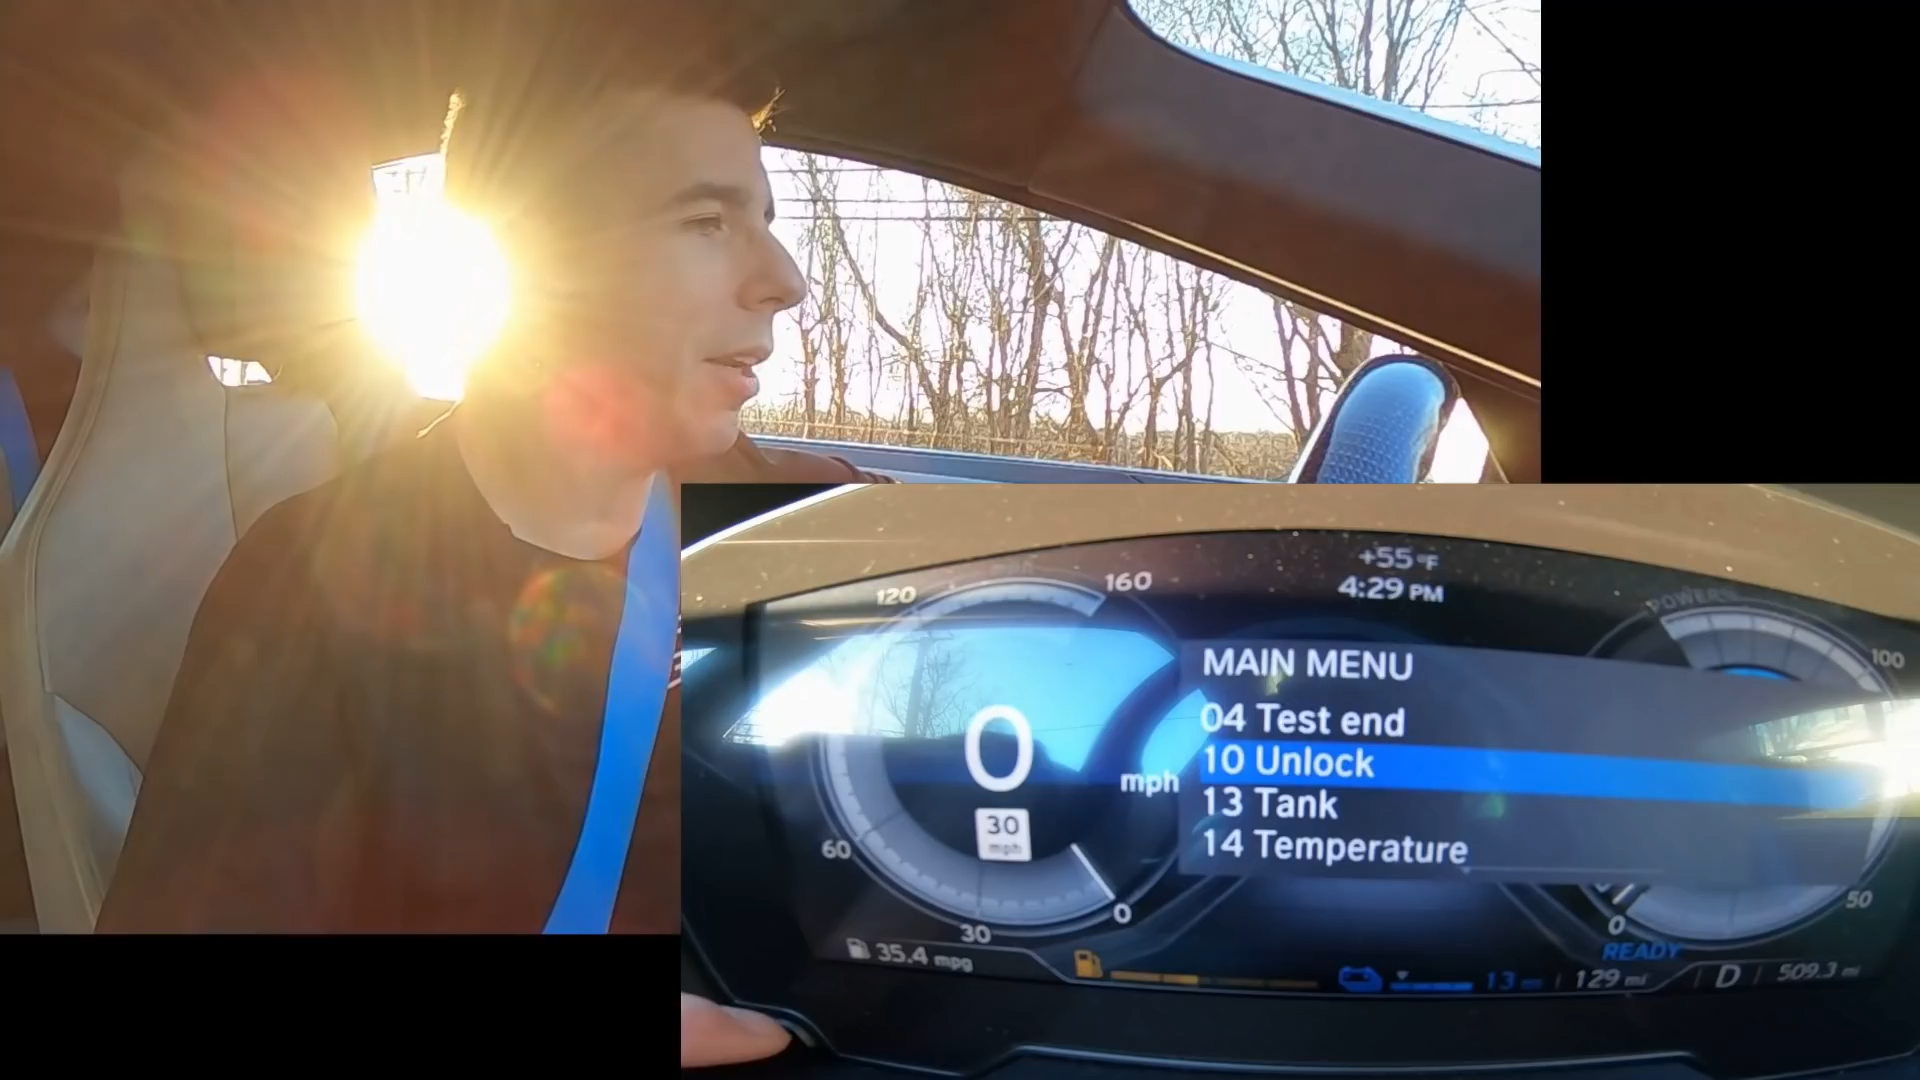 +55°F
4:29 PM
120
160
POWER%
100
MAIN MENU
04 Test end
10 Unlock
13 Tank
14 Temperature
0
mph
30
mph
60
50
0
0
30
READY
35.4 mpg
13 mi
129 mi
D
509.3 mi